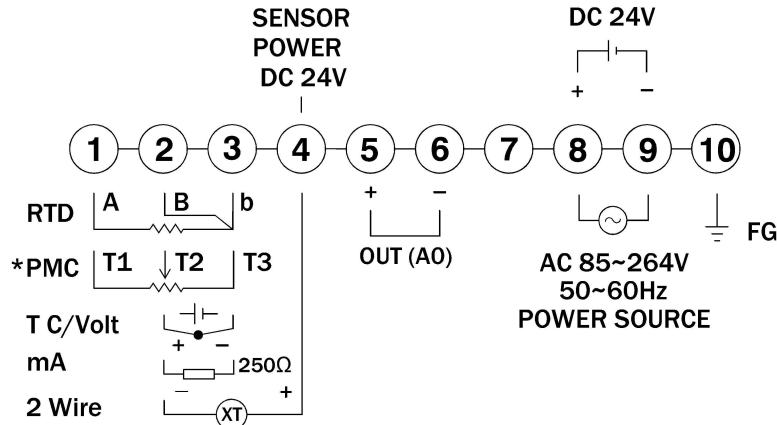 SENSOR
POWER
DC 24V
DC 24V
+ −
1 2 3 4 5 6 7 8 9 10
+ −
RTD A B b
OUT (A0)
FG
*PMC T1 T2 T3
AC 85~264V
50~60Hz
POWER SOURCE
T C/Volt
+ −
mA 250Ω
− +
2 Wire XT